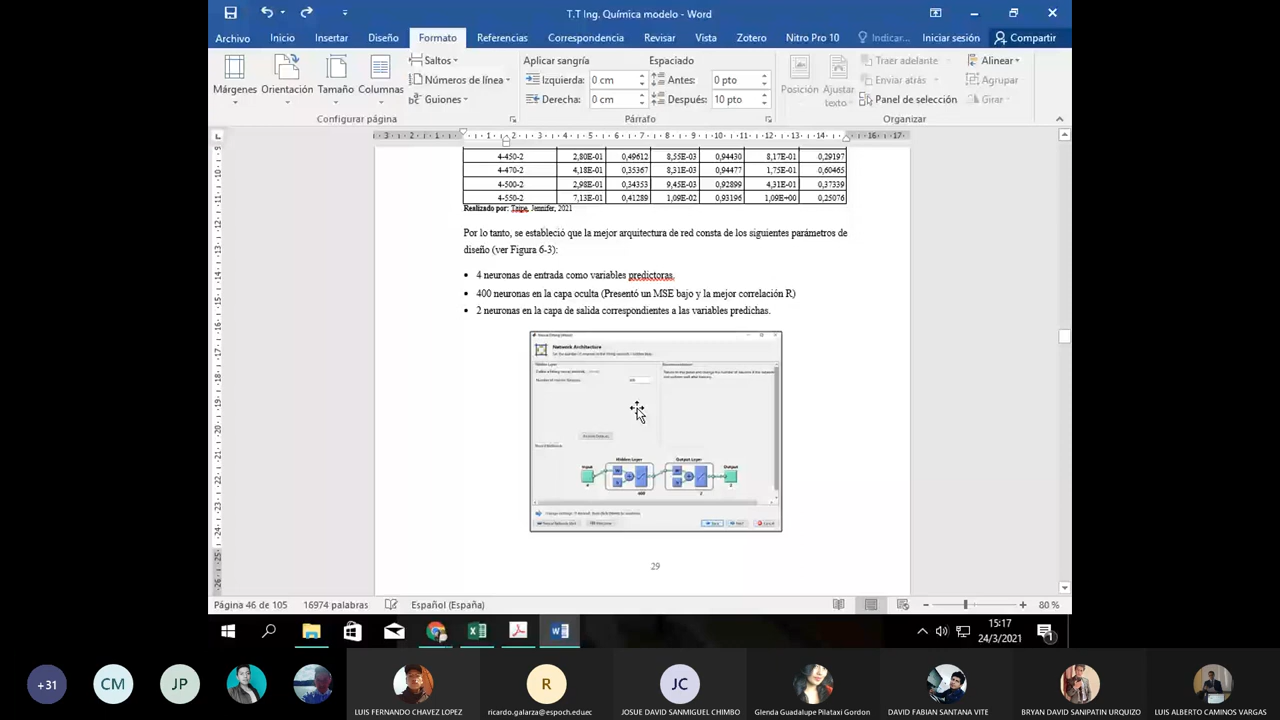 T.T Ing. Química modelo - Word
Archivo Inicio Insertar Diseño Formato Referencias Correspondencia Revisar Vista Zotero Nitro Pro 10 Indicar... Iniciar sesión Compartir
Márgenes Orientación Tamaño Columnas
Saltos
Números de línea
Guiones
Configurar página
Aplicar sangría Espaciado
Izquierda: 0 cm Antes: 0 pto
Derecha: 0 cm Después: 10 pto
Párrafo
Posición Ajustar texto
Traer adelante Alinear
Enviar atrás Agrupar
Panel de selección Girar
Organizar
4-450-2 2,80E-01 0,49612 8,55E-03 0,94430 8,17E-01 0,29197
4-470-2 4,18E-01 0,35367 8,31E-03 0,94477 1,75E-01 0,60465
4-500-2 2,98E-01 0,34353 9,45E-03 0,92899 4,31E-01 0,37339
4-550-2 7,13E-01 0,41289 1,09E-02 0,93196 1,09E+00 0,25076
Realizado por: Taipe, Jennifer, 2021
Por lo tanto, se estableció que la mejor arquitectura de red consta de los siguientes parámetros de
diseño (ver Figura 6-3):
• 4 neuronas de entrada como variables predictoras.
• 400 neuronas en la capa oculta (Presentó un MSE bajo y la mejor correlación R)
• 2 neuronas en la capa de salida correspondientes a las variables predichas.
Network Architecture
Hidden Layer Output Layer
Input Output
4 400 2 2
29
Página 46 de 105 16974 palabras Español (España) 80 %
15:17
24/3/2021
+31 CM JP R JC
LUIS FERNANDO CHAVEZ LOPEZ
ricardo.galarza@espoch.edu.ec
JOSUE DAVID SANMIGUEL CHIMBO
Glenda Guadalupe Pilataxi Gordon
DAVID FABIAN SANTANA VITE
BRYAN DAVID SANIPATIN URQUIZO
LUIS ALBERTO CAMINOS VARGAS